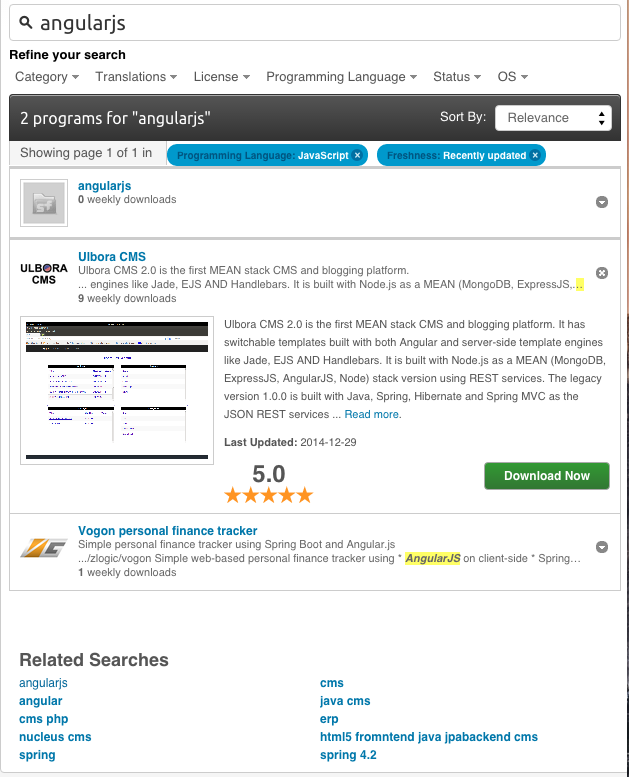 angularjs
Refine your search
Category Translations License Programming Language Status OS
2 programs for "angularjs"
Sort By: Relevance
Showing page 1 of 1 in Programming Language: JavaScript Freshness: Recently updated
angularjs
0 weekly downloads
sf
Ulbora CMS
ULBORA CMS
Ulbora CMS 2.0 is the first MEAN stack CMS and blogging platform.
... engines like Jade, EJS AND Handlebars. It is built with Node.js as a MEAN (MongoDB, ExpressJS,...
9 weekly downloads
Ulbora CMS 2.0 is the first MEAN stack CMS and blogging platform. It has
switchable templates built with both Angular and server-side template engines
like Jade, EJS AND Handlebars. It is built with Node.js as a MEAN (MongoDB,
ExpressJS, AngularJS, Node) stack version using REST services. The legacy
version 1.0.0 is built with Java, Spring, Hibernate and Spring MVC as the
JSON REST services ... Read more.
Last Updated: 2014-12-29
5.0
Download Now
Vogon personal finance tracker
Simple personal finance tracker using Spring Boot and Angular.js
.../zlogic/vogon Simple web-based personal finance tracker using * AngularJS on client-side * Spring...
1 weekly downloads
Related Searches
angularjs
angular
cms php
nucleus cms
spring
cms
java cms
erp
html5 fromntend java jpabackend cms
spring 4.2